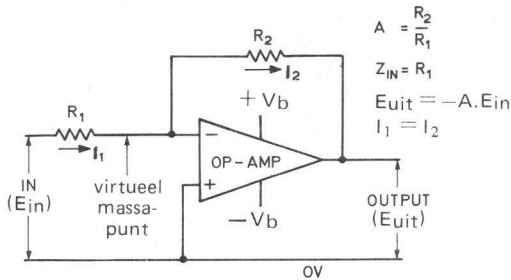 R2
I2
A = R2/R1
ZIN = R1
Euit = −A.Ein
I1 = I2
+ Vb
R1
I1
−
OP-AMP
+
IN
(Ein)
virtueel
massa-
punt
− Vb
OUTPUT
(Euit)
OV